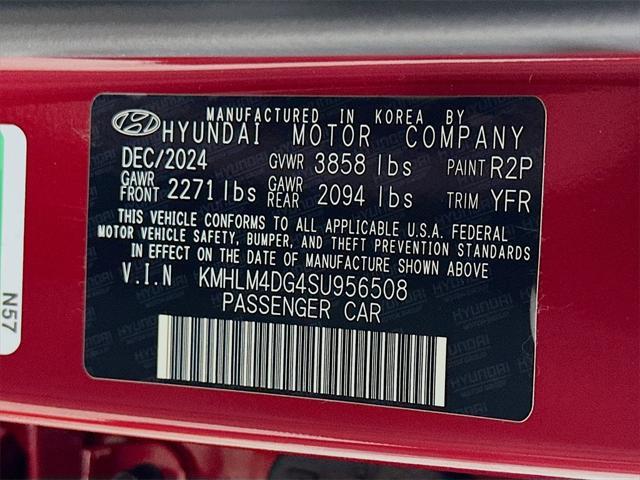 MANUFACTURED IN KOREA BY
HYUNDAI MOTOR COMPANY
DEC/2024 GVWR 3858 lbs PAINT R2P
GAWR FRONT 2271 lbs GAWR REAR 2094 lbs TRIM YFR
THIS VEHICLE CONFORMS TO ALL APPLICABLE U.S.A. FEDERAL
MOTOR VEHICLE SAFETY, BUMPER, AND THEFT PREVENTION STANDARDS
IN EFFECT ON THE DATE OF MANUFACTURE SHOWN ABOVE
V.I.N KMHLM4DG4SU956508
PASSENGER CAR
N57